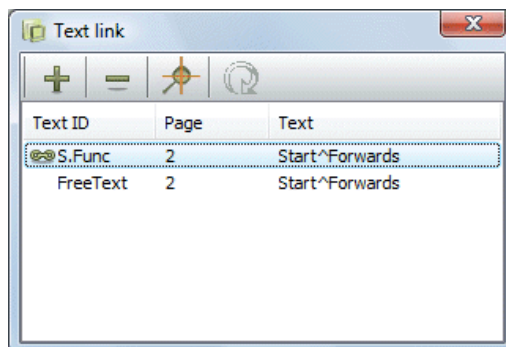 Text link
Text ID Page Text
S.Func 2 Start^Forwards
FreeText 2 Start^Forwards